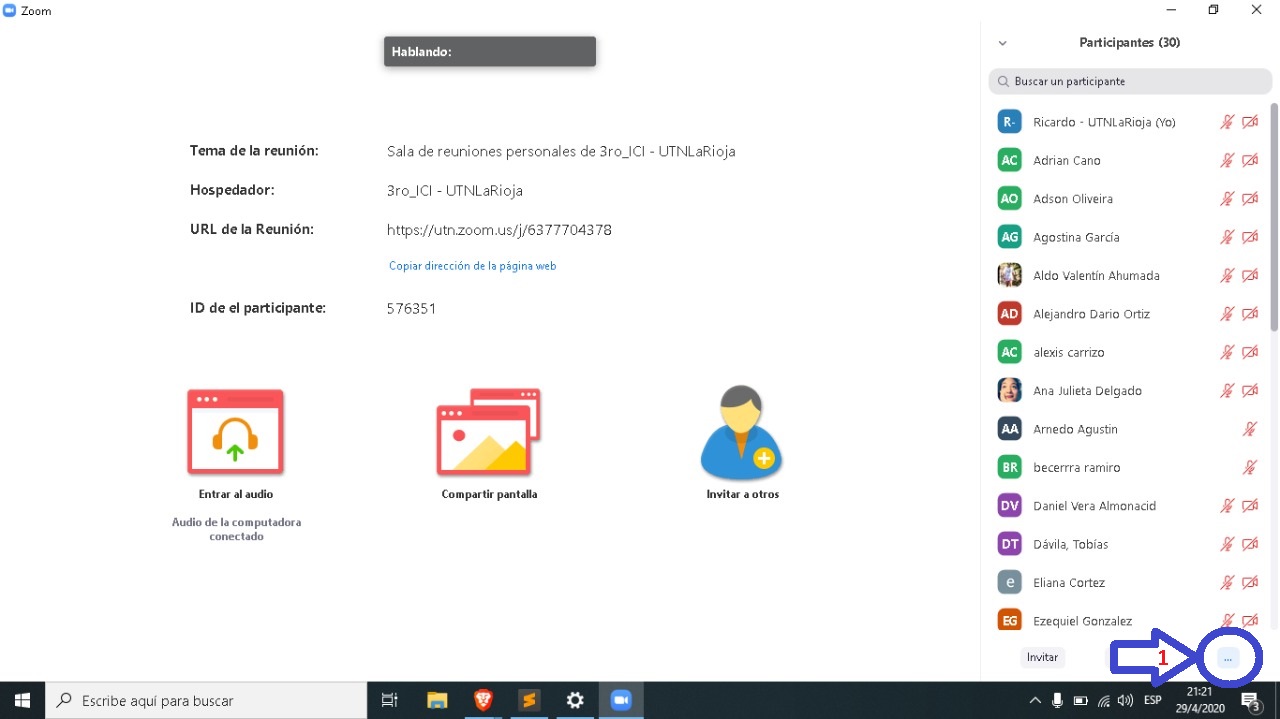 Zoom
Hablando:
Tema de la reunión: Sala de reuniones personales de 3ro_ICI - UTNLaRioja
Hospedador: 3ro_ICI - UTNLaRioja
URL de la Reunión: https://utn.zoom.us/j/6377704378
Copiar dirección de la página web
ID de el participante: 576351
Entrar al audio
Audio de la computadora
conectado
Compartir pantalla
Invitar a otros
Participantes (30)
Buscar un participante
R- Ricardo - UTNLaRioja (Yo)
AC Adrian Cano
AO Adson Oliveira
AG Agostina García
Aldo Valentín Ahumada
AD Alejandro Dario Ortiz
AC alexis carrizo
Ana Julieta Delgado
AA Arnedo Agustin
BR becerrra ramiro
DV Daniel Vera Almonacid
DT Dávila, Tobías
e Eliana Cortez
EG Ezequiel Gonzalez
Invitar 1 ...
Escribe aquí para buscar
ESP
21:21
29/4/2020
3